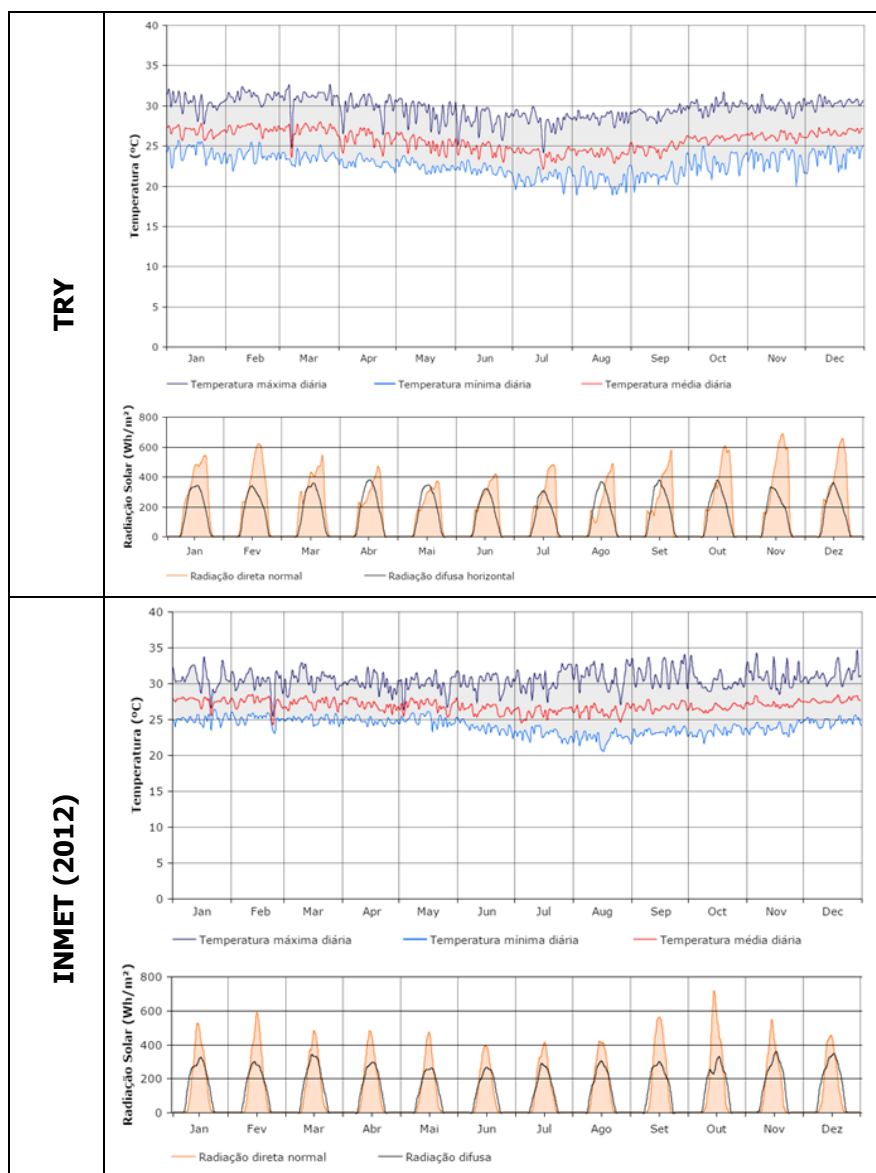 TRY
Temperatura (ºC)
40
35
30
25
20
15
10
5
0
Jan Feb Mar Apr May Jun Jul Aug Sep Oct Nov Dec
Temperatura máxima diária Temperatura mínima diária Temperatura média diária
Radiação Solar (Wh/m²)
800
600
400
200
0
Jan Fev Mar Abr Mai Jun Jul Ago Set Out Nov Dez
Radiação direta normal Radiação difusa horizontal
INMET (2012)
Temperatura (ºC)
40
35
30
25
20
15
10
5
0
Jan Feb Mar Apr May Jun Jul Aug Sep Oct Nov Dec
Temperatura máxima diária Temperatura mínima diária Temperatura média diária
Radiação Solar (Wh/m²)
800
600
400
200
0
Jan Fev Mar Abr Mai Jun Jul Ago Set Out Nov Dez
Radiação direta normal Radiação difusa